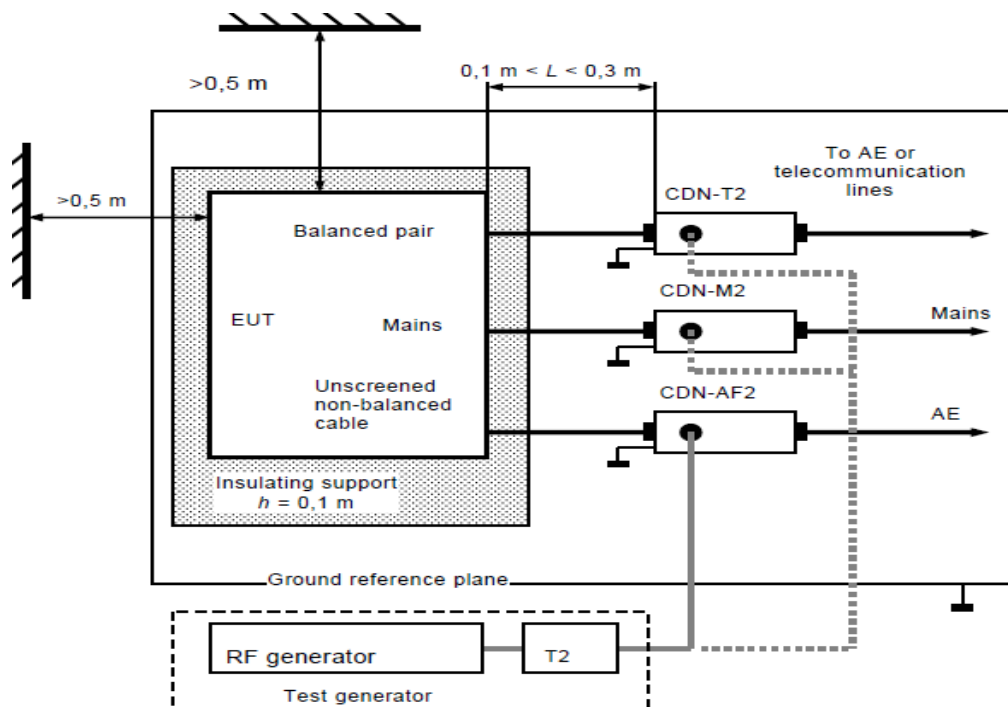 >0,5 m
0,1 m < L < 0,3 m
>0,5 m
To AE or
telecommunication
lines
CDN-T2
Balanced pair
EUT
Mains
CDN-M2
Mains
Unscreened
non-balanced
cable
CDN-AF2
AE
Insulating support
h = 0,1 m
Ground reference plane
RF generator
T2
Test generator